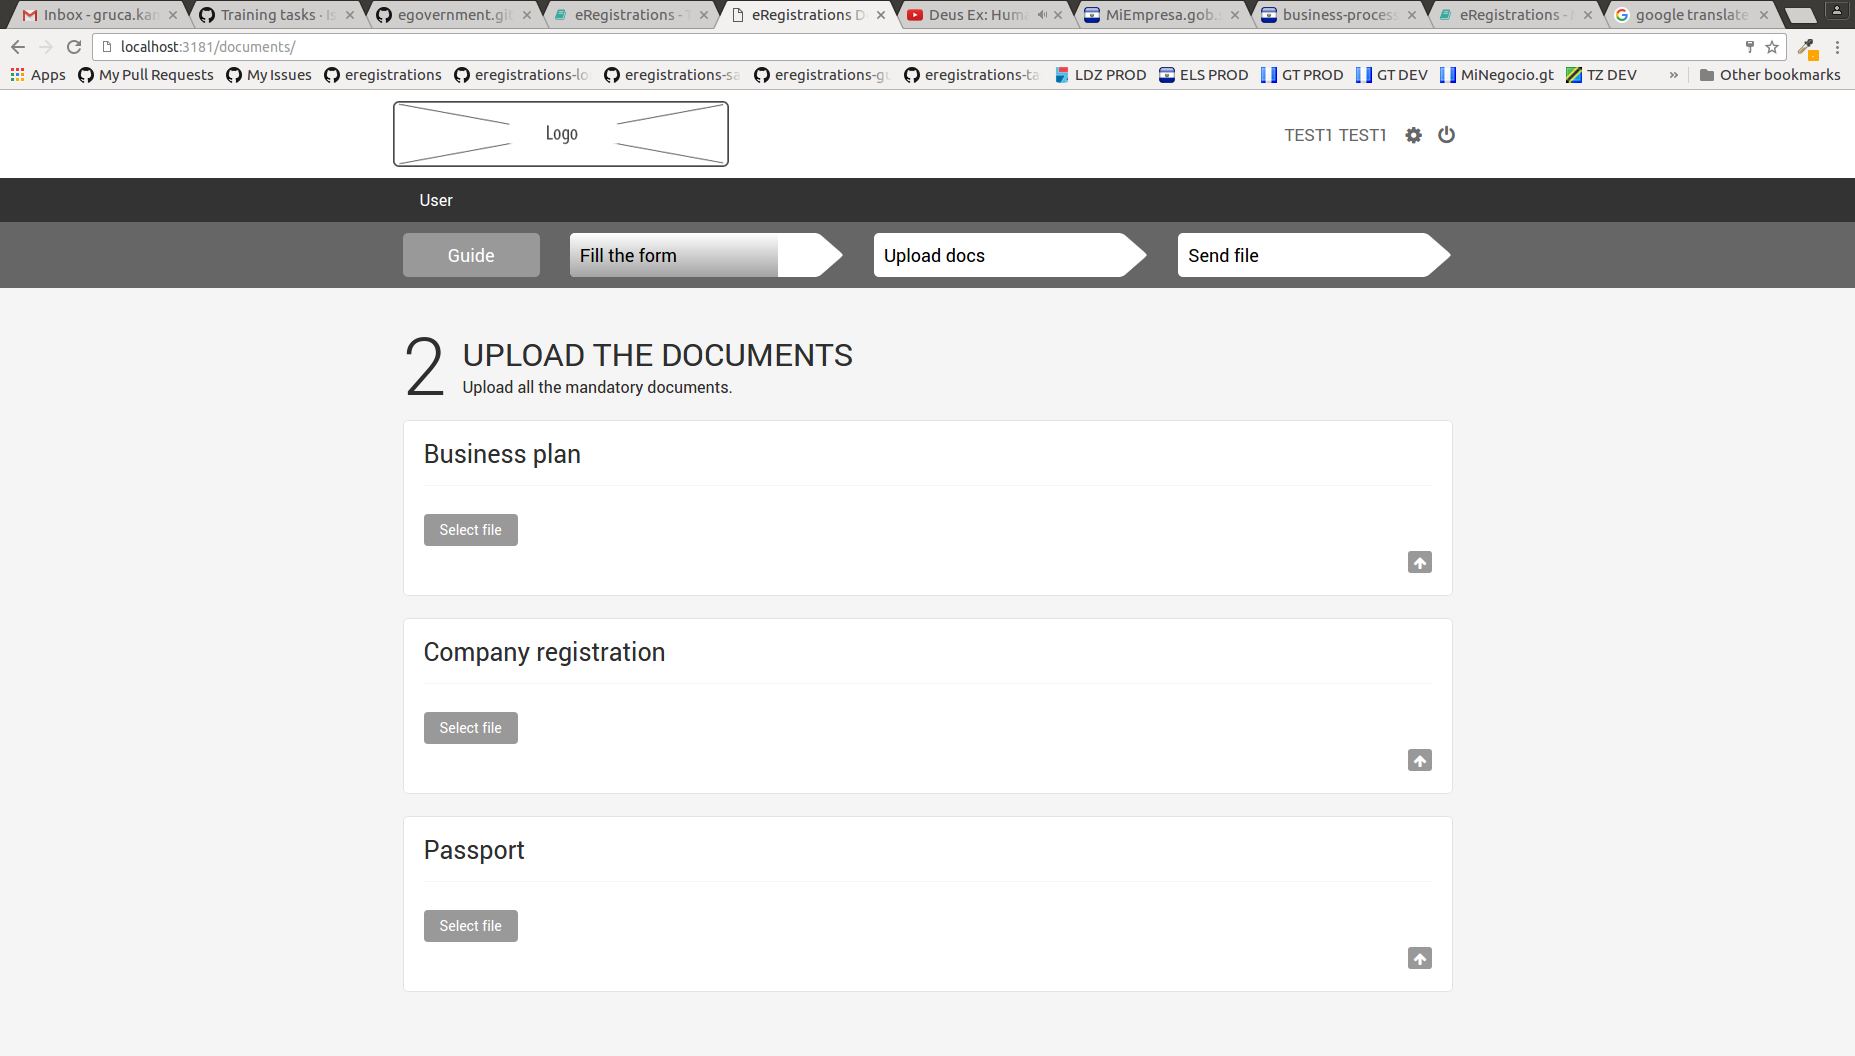 Inbox - gruca.kan
Training tasks · Is
egovernment.gi
eRegistrations - T
eRegistrations D
Deus Ex: Huma
MiEmpresa.gob.s
business-process
eRegistrations -
google translate
localhost:3181/documents/
Apps My Pull Requests My Issues eregistrations eregistrations-lo eregistrations-sa eregistrations-gu eregistrations-ta LDZ PROD ELS PROD GT PROD GT DEV MiNegocio.gt TZ DEV » Other bookmarks
Logo
TEST1 TEST1
User
Guide
Fill the form
Upload docs
Send file
2
UPLOAD THE DOCUMENTS
Upload all the mandatory documents.
Business plan
Select file
Company registration
Select file
Passport
Select file